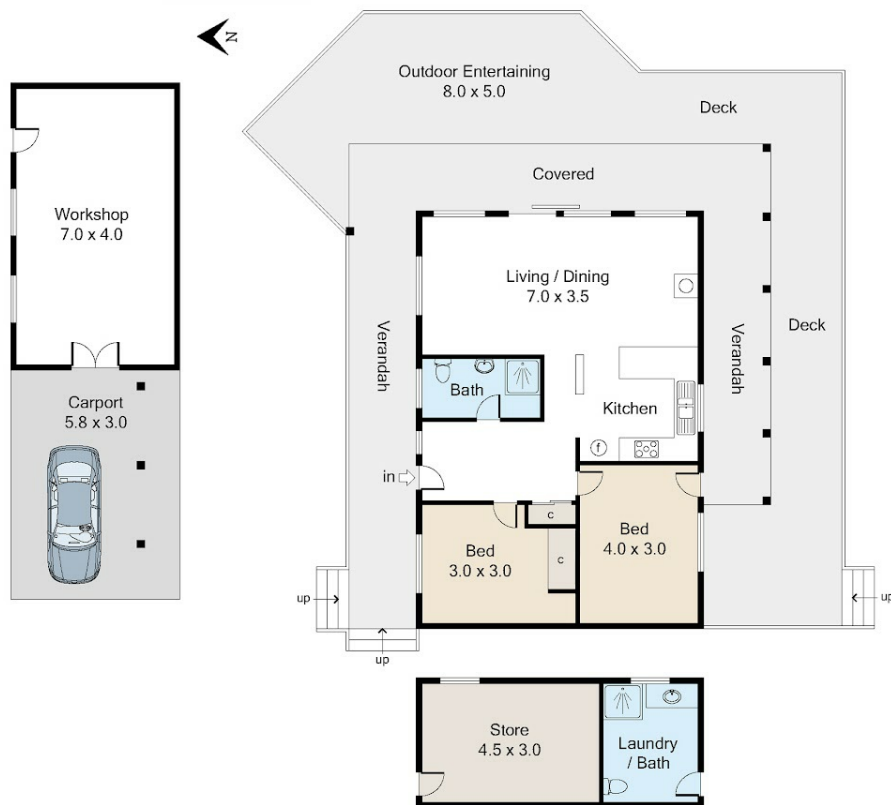 N
Outdoor Entertaining
8.0 x 5.0
Deck
Workshop
7.0 x 4.0
Covered
Living / Dining
7.0 x 3.5
Verandah
Verandah
Deck
Bath
Kitchen
Carport
5.8 x 3.0
f
in
c
Bed
3.0 x 3.0
c
Bed
4.0 x 3.0
up
up
up
Store
4.5 x 3.0
Laundry
/ Bath